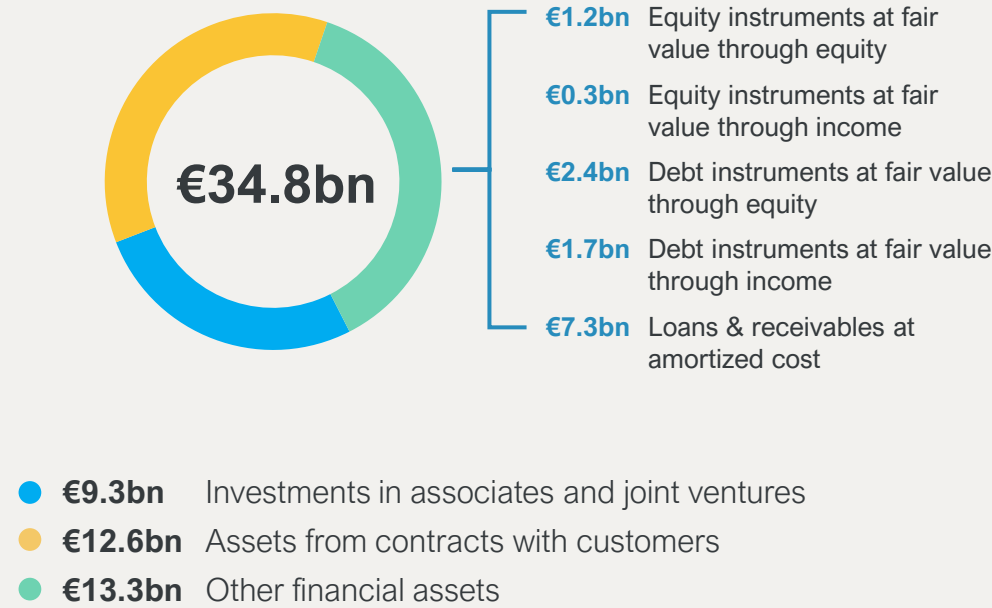 €34.8bn
€1.2bn Equity instruments at fair
value through equity
€0.3bn Equity instruments at fair
value through income
€2.4bn Debt instruments at fair value
through equity
€1.7bn Debt instruments at fair value
through income
€7.3bn Loans & receivables at
amortized cost
€9.3bn Investments in associates and joint ventures
€12.6bn Assets from contracts with customers
€13.3bn Other financial assets